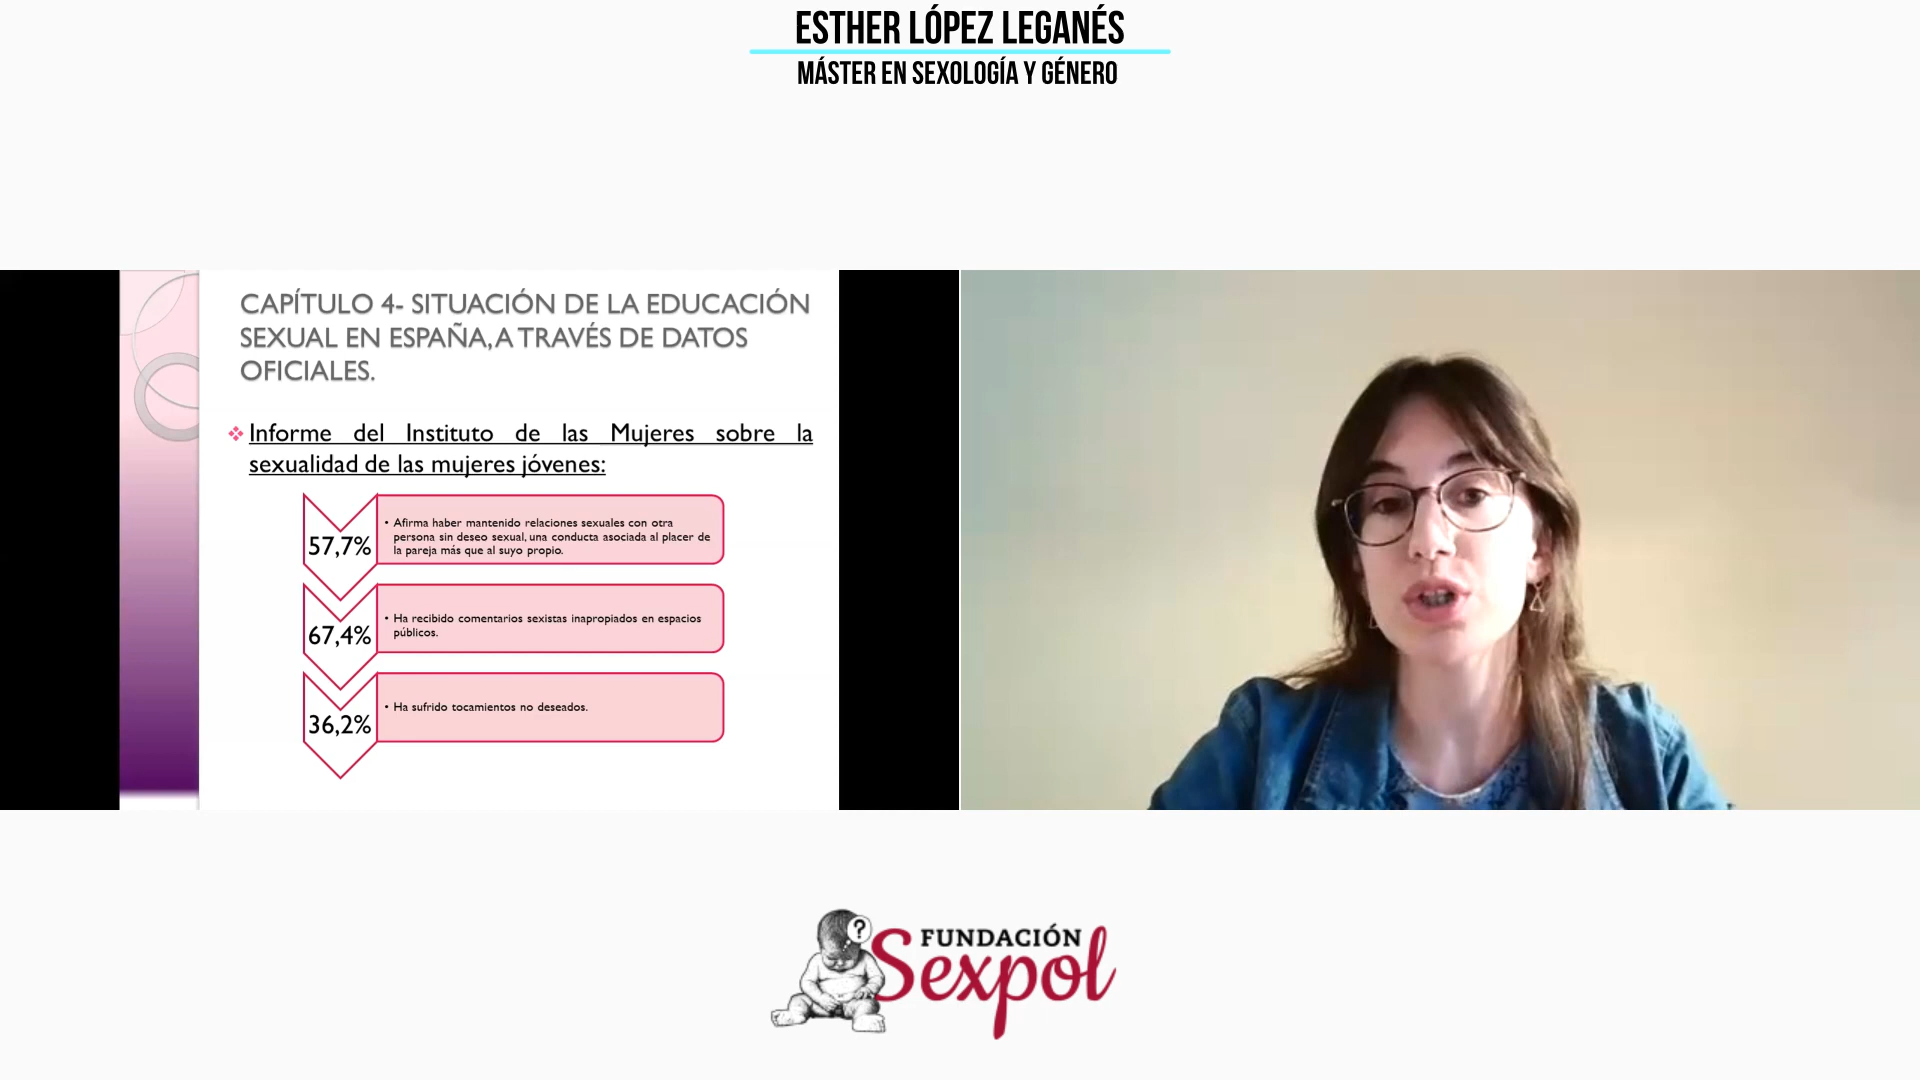 ESTHER LÓPEZ LEGANÉS
MÁSTER EN SEXOLOGÍA Y GÉNERO
CAPÍTULO 4- SITUACIÓN DE LA EDUCACIÓN
SEXUAL EN ESPAÑA, A TRAVÉS DE DATOS
OFICIALES.
Informe del Instituto de las Mujeres sobre la
sexualidad de las mujeres jóvenes:
57,7%
• Afirma haber mantenido relaciones sexuales con otra
persona sin deseo sexual, una conducta asociada al placer de
la pareja más que al suyo propio.
67,4%
• Ha recibido comentarios sexistas inapropiados en espacios
públicos.
36,2%
• Ha sufrido tocamientos no deseados.
?
FUNDACIÓN
Sexpol